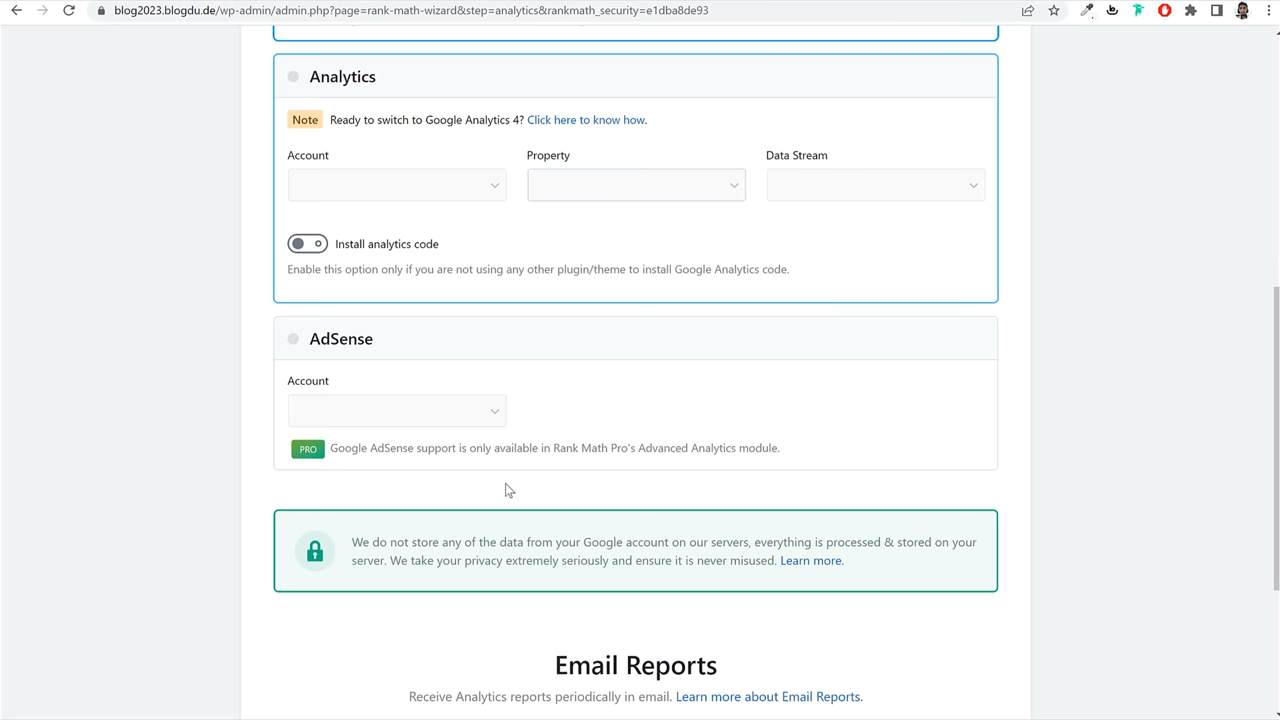 blog2023.blogdu.de/wp-admin/admin.php?page=rank-math-wizard&step=analytics&rankmath_security=e1dba8de93
Analytics
Note Ready to switch to Google Analytics 4? Click here to know how.
Account Property Data Stream
Install analytics code
Enable this option only if you are not using any other plugin/theme to install Google Analytics code.
AdSense
Account
PRO Google AdSense support is only available in Rank Math Pro's Advanced Analytics module.
We do not store any of the data from your Google account on our servers, everything is processed & stored on your
server. We take your privacy extremely seriously and ensure it is never misused. Learn more.
Email Reports
Receive Analytics reports periodically in email. Learn more about Email Reports.